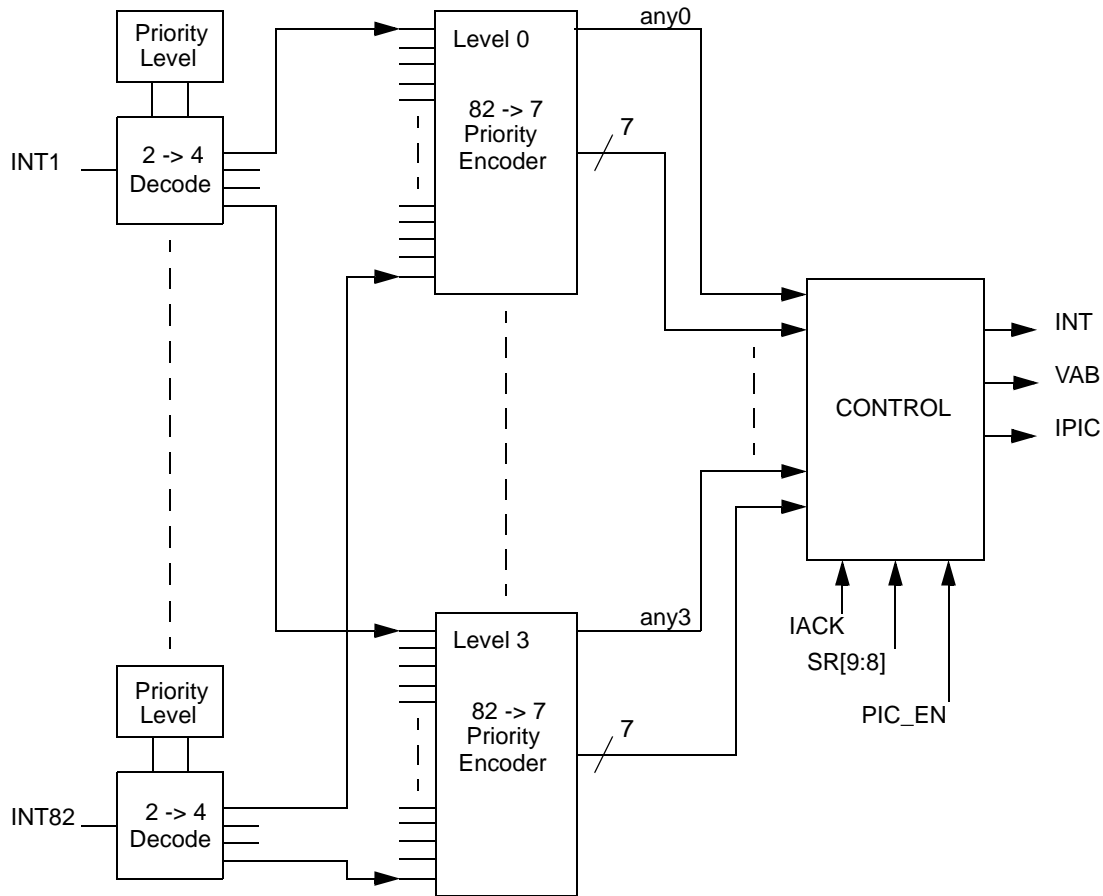 Priority
Level
INT1
2 -> 4
Decode
Level 0
82 -> 7
Priority
Encoder
any0
7
CONTROL
INT
VAB
IPIC
IACK
SR[9:8]
PIC_EN
Priority
Level
INT82
2 -> 4
Decode
Level 3
82 -> 7
Priority
Encoder
any3
7